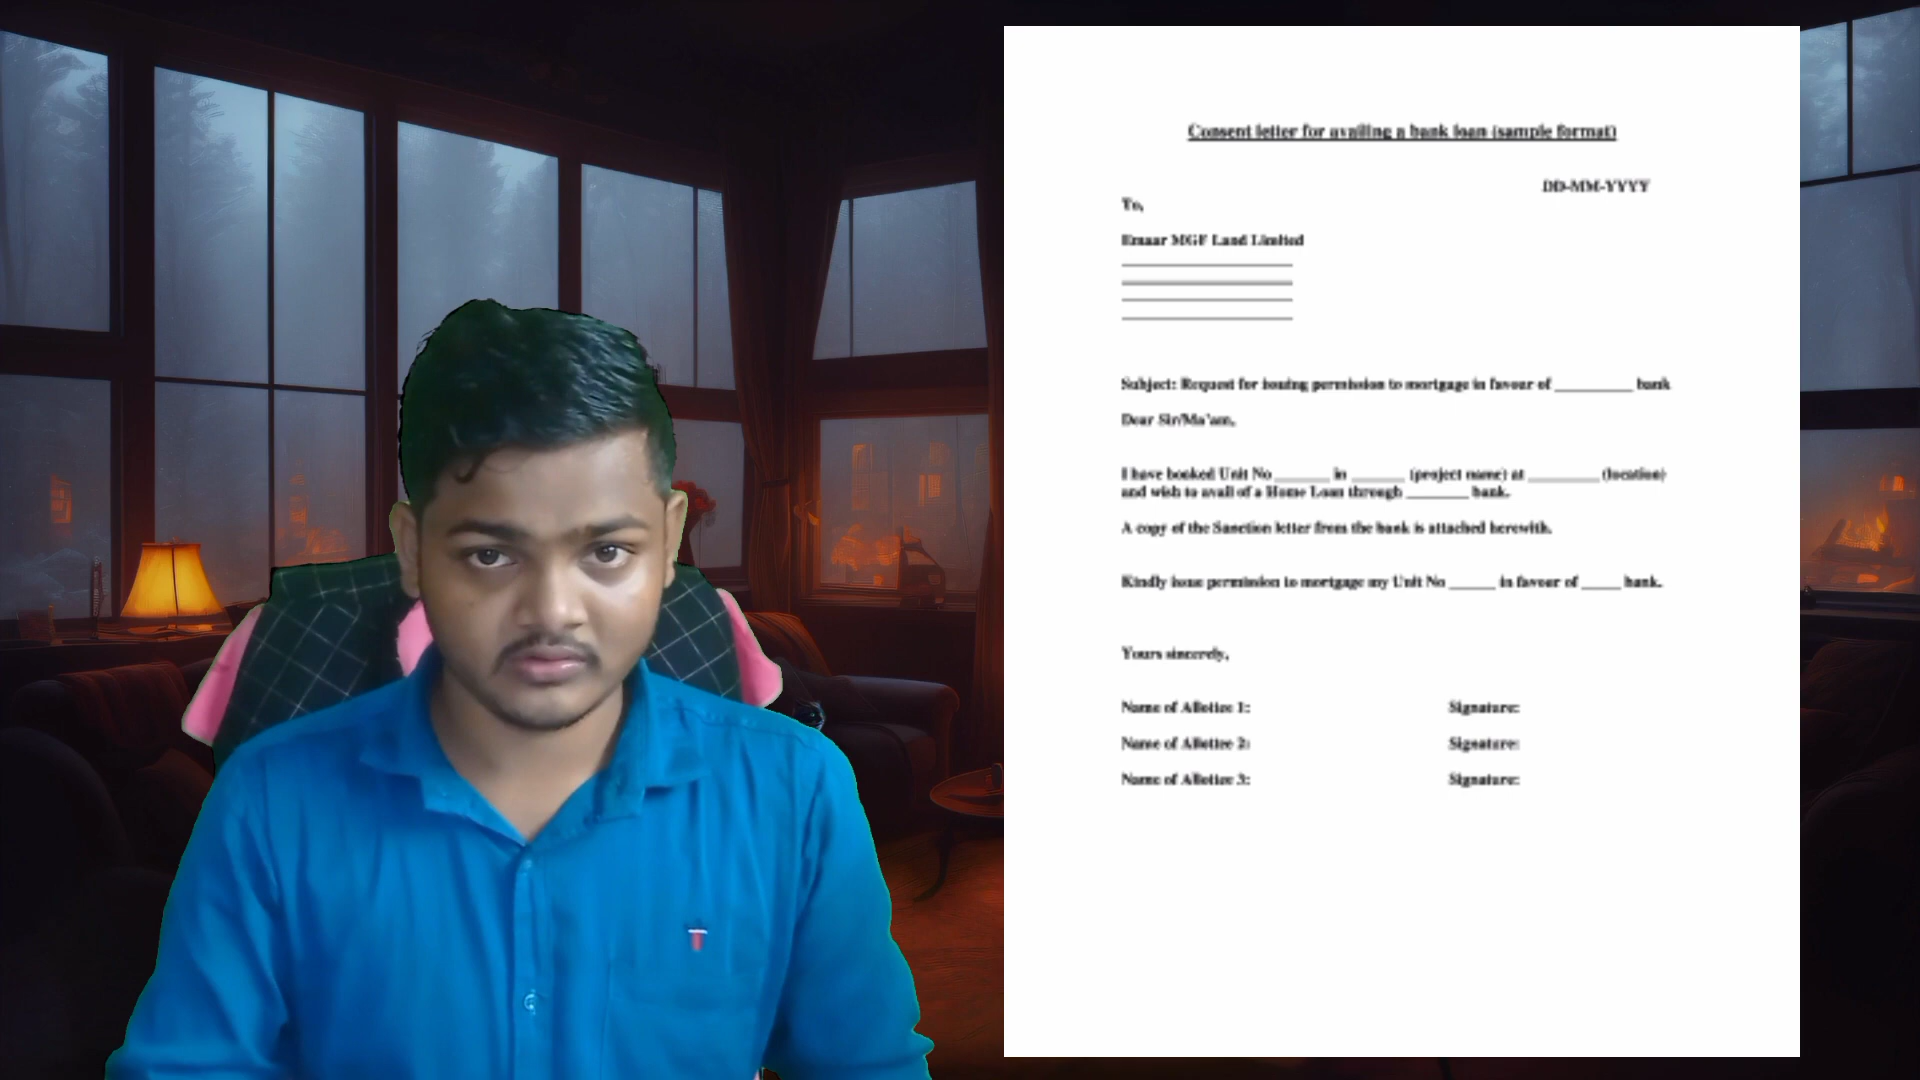 Consent letter for availing a bank loan (sample format)
DD-MM-YYYY
To,
Emaar MGF Land Limited
Subject: Request for issuing permission to mortgage in favour of __________ bank
Dear Sir/Ma'am,
I have booked Unit No _______ in _______ (project name) at _________ (location)
and wish to avail of a Home Loan through ________ bank.
A copy of the Sanction letter from the bank is attached herewith.
Kindly issue permission to mortgage my Unit No ______ in favour of _____ bank.
Yours sincerely,
Name of Allottee 1: Signature:
Name of Allottee 2: Signature:
Name of Allottee 3: Signature: